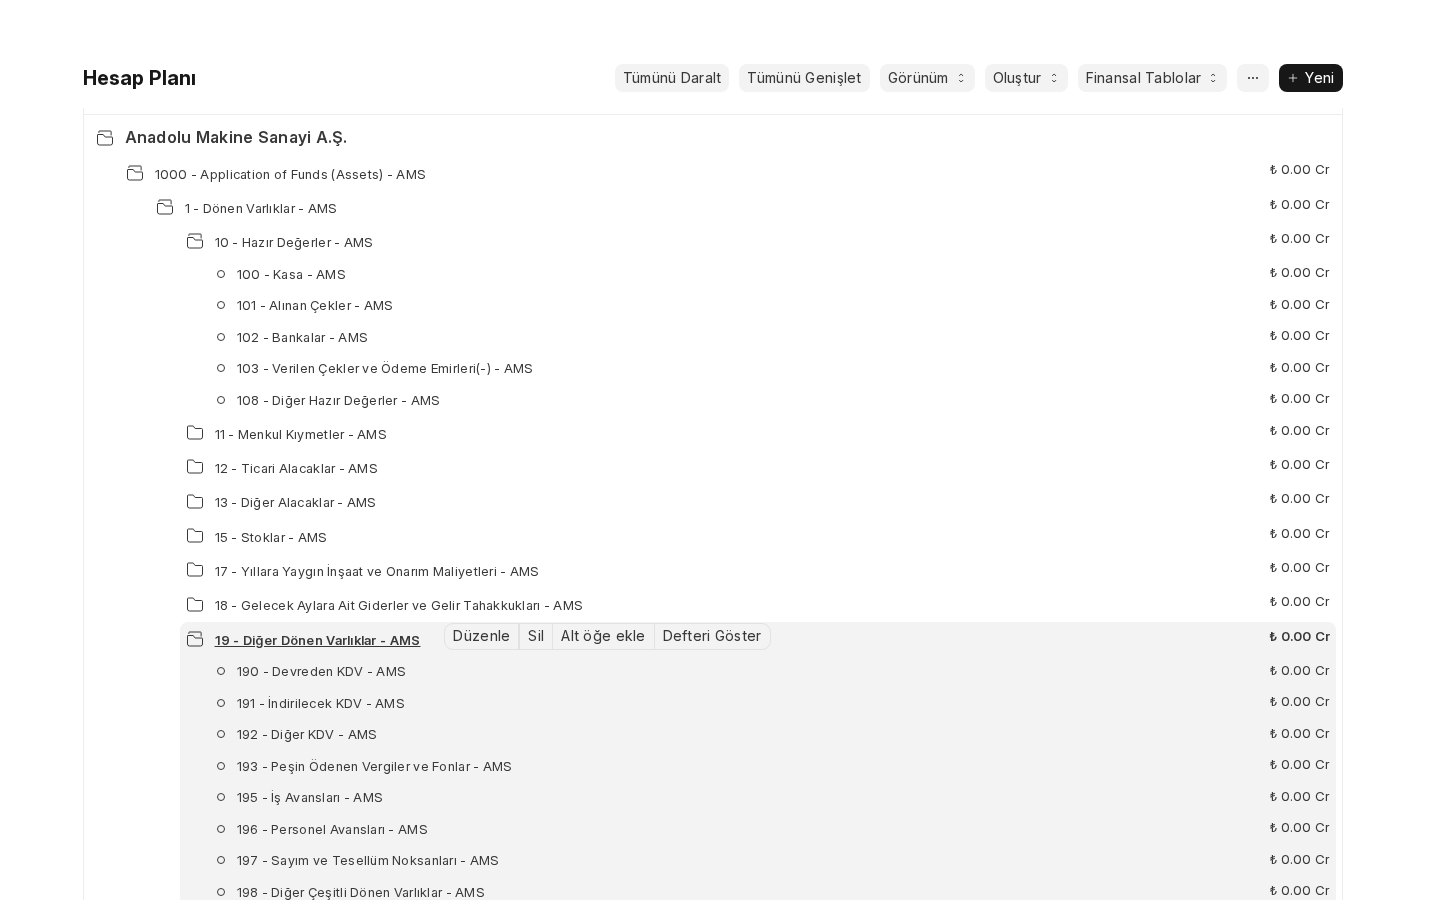 Hesap Planı
Tümünü Daralt
Tümünü Genişlet
Görünüm
Oluştur
Finansal Tablolar
Yeni
Anadolu Makine Sanayi A.Ş.
1000 - Application of Funds (Assets) - AMS ₺ 0.00 Cr
1 - Dönen Varlıklar - AMS ₺ 0.00 Cr
10 - Hazır Değerler - AMS ₺ 0.00 Cr
100 - Kasa - AMS ₺ 0.00 Cr
101 - Alınan Çekler - AMS ₺ 0.00 Cr
102 - Bankalar - AMS ₺ 0.00 Cr
103 - Verilen Çekler ve Ödeme Emirleri(-) - AMS ₺ 0.00 Cr
108 - Diğer Hazır Değerler - AMS ₺ 0.00 Cr
11 - Menkul Kıymetler - AMS ₺ 0.00 Cr
12 - Ticari Alacaklar - AMS ₺ 0.00 Cr
13 - Diğer Alacaklar - AMS ₺ 0.00 Cr
15 - Stoklar - AMS ₺ 0.00 Cr
17 - Yıllara Yaygın İnşaat ve Onarım Maliyetleri - AMS ₺ 0.00 Cr
18 - Gelecek Aylara Ait Giderler ve Gelir Tahakkukları - AMS ₺ 0.00 Cr
19 - Diğer Dönen Varlıklar - AMS Düzenle Sil Alt öğe ekle Defteri Göster ₺ 0.00 Cr
190 - Devreden KDV - AMS ₺ 0.00 Cr
191 - İndirilecek KDV - AMS ₺ 0.00 Cr
192 - Diğer KDV - AMS ₺ 0.00 Cr
193 - Peşin Ödenen Vergiler ve Fonlar - AMS ₺ 0.00 Cr
195 - İş Avansları - AMS ₺ 0.00 Cr
196 - Personel Avansları - AMS ₺ 0.00 Cr
197 - Sayım ve Tesellüm Noksanları - AMS ₺ 0.00 Cr
198 - Diğer Çeşitli Dönen Varlıklar - AMS ₺ 0.00 Cr